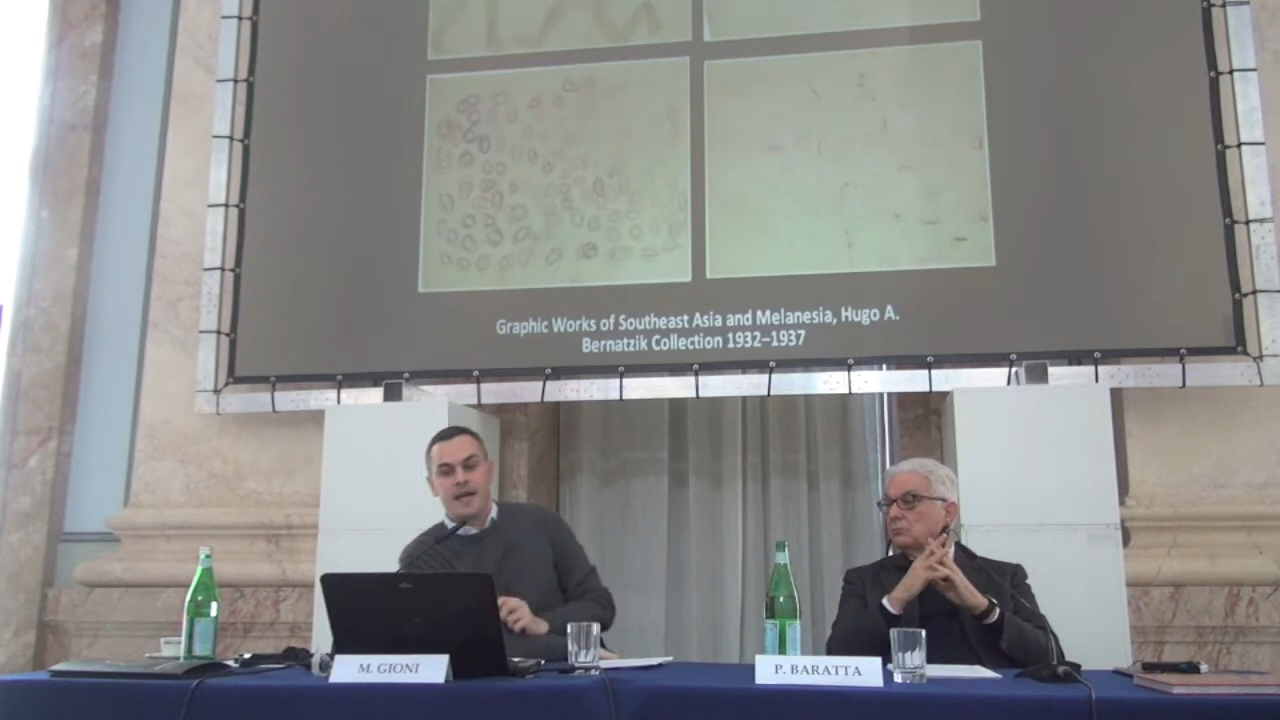 Graphic Works of Southeast Asia and Melanesia, Hugo A.
Bernatzik Collection 1932–1937
M. GIONI
P. BARATTA